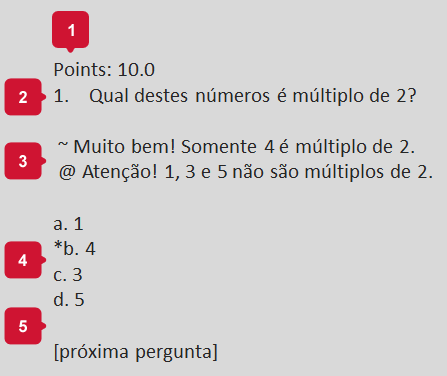 1
Points: 10.0
2 1. Qual destes números é múltiplo de 2?
~ Muito bem! Somente 4 é múltiplo de 2.
3 @ Atenção! 1, 3 e 5 não são múltiplos de 2.
a. 1
*b. 4
4 c. 3
d. 5
5
[próxima pergunta]